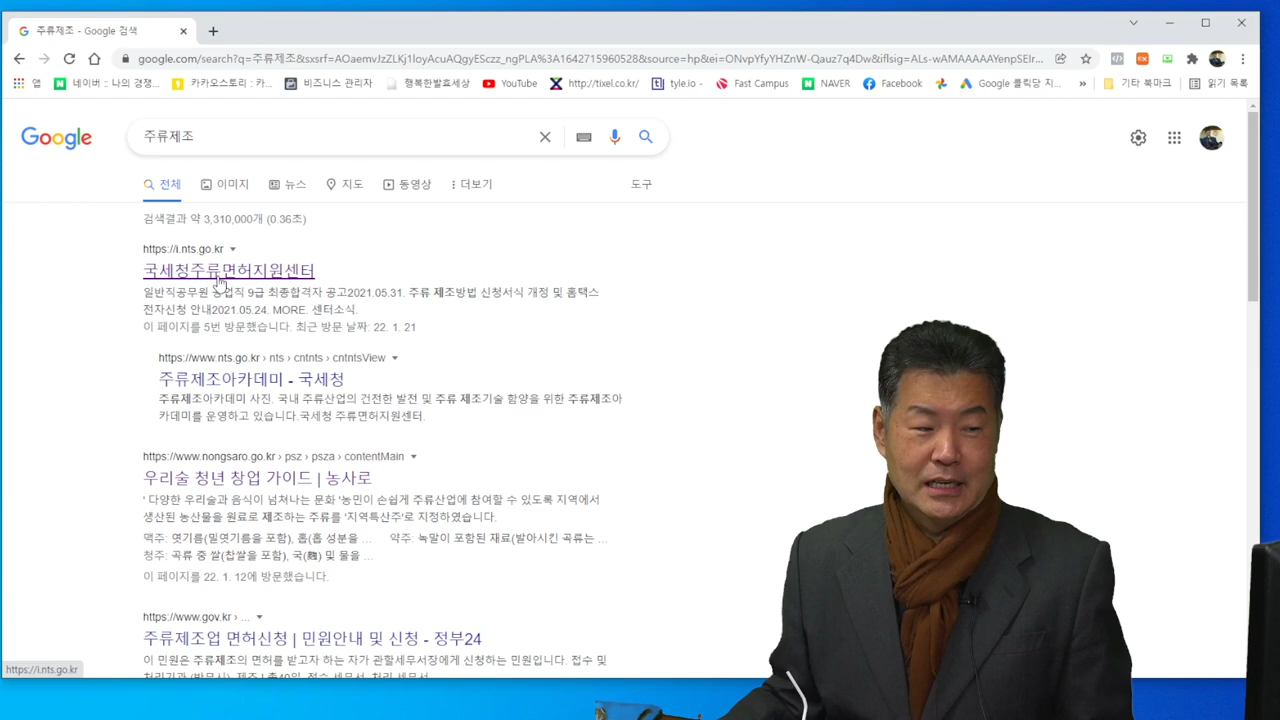 주류제조 - Google 검색
google.com/search?q=주류제조&sxsrf=
앱
네이버 :: 나의 경쟁...
카카오스토리 : 카...
비즈니스 관리자
행복한발효세상
YouTube
http://tixel.co.kr/
tyle.io -
Fast Campus
NAVER
Facebook
Google 클릭당 지...
»
기타 북마크
읽기 목록
Google
주류제조
전체
이미지
뉴스
지도
동영상
더보기
도구
검색결과 약 3,310,000개 (0.36초)
https://i.nts.go.kr
국세청주류면허지원센터
일반직공무원 공업직 9급 최종합격자 공고2021.05.31. 주류 제조방법 신청서식 개정 및 홈택스
전자신청 안내2021.05.24. MORE. 센터소식.
이 페이지를 5번 방문했습니다. 최근 방문 날짜: 22. 1. 21
https://www.nts.go.kr › nts › cntnts › cntntsView
주류제조아카데미 - 국세청
주류제조아카데미 사진. 국내 주류산업의 건전한 발전 및 주류 제조기술 함양을 위한 주류제조아
카데미를 운영하고 있습니다.국세청 주류면허지원센터.
https://www.nongsaro.go.kr › psz › psza › contentMain
우리술 청년 창업 가이드 | 농사로
' 다양한 우리술과 음식이 넘쳐나는 문화 '농민이 손쉽게 주류산업에 참여할 수 있도록 지역에서
생산된 농산물을 원료로 제조하는 주류를 '지역특산주'로 지정하였습니다.
맥주: 엿기름(밀엿기름을 포함), 홉(홉 성분을 ... 약주: 녹말이 포함된 재료(발아시킨 곡류는 ...
청주: 곡류 중 쌀(찹쌀을 포함), 국(麴) 및 물을 ...
이 페이지를 22. 1. 12에 방문했습니다.
https://www.gov.kr › ...
주류제조업 면허신청 | 민원안내 및 신청 - 정부24
이 민원은 주류제조의 면허를 받고자 하는 자가 관할세무서장에게 신청하는 민원입니다. 접수 및
https://i.nts.go.kr